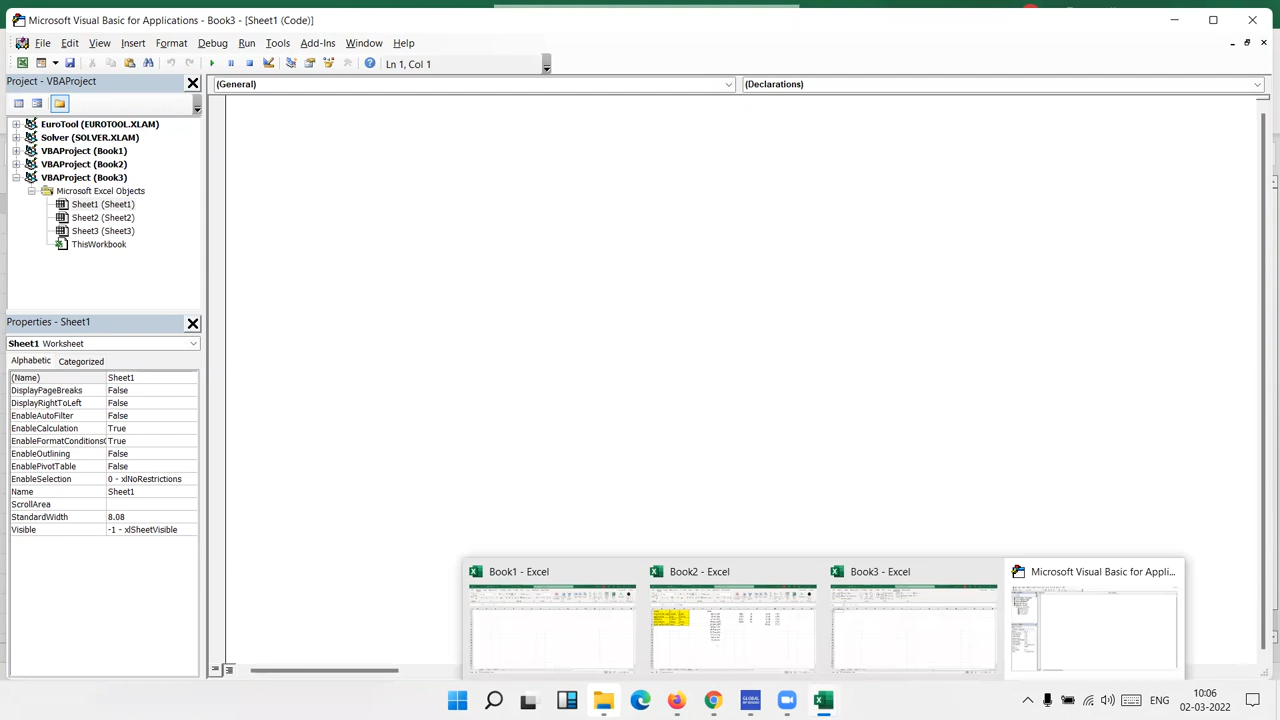 Microsoft Visual Basic for Applications - Book3 - [Sheet1 (Code)]
File Edit View Insert Format Debug Run Tools Add-Ins Window Help
Ln 1, Col 1
Project - VBAProject
(General)
(Declarations)
EuroTool (EUROTOOL.XLAM)
Solver (SOLVER.XLAM)
VBAProject (Book1)
VBAProject (Book2)
VBAProject (Book3)
Microsoft Excel Objects
Sheet1 (Sheet1)
Sheet2 (Sheet2)
Sheet3 (Sheet3)
ThisWorkbook
Properties - Sheet1
Sheet1 Worksheet
Alphabetic Categorized
(Name) Sheet1
DisplayPageBreaks False
DisplayRightToLeft False
EnableAutoFilter False
EnableCalculation True
EnableFormatConditionsC True
EnableOutlining False
EnablePivotTable False
EnableSelection 0 - xlNoRestrictions
Name Sheet1
ScrollArea
StandardWidth 8.08
Visible -1 - xlSheetVisible
Book1 - Excel
Book2 - Excel
Book3 - Excel
Microsoft Visual Basic for Appli...
GLOBAL
ENG
10:06
02-03-2022